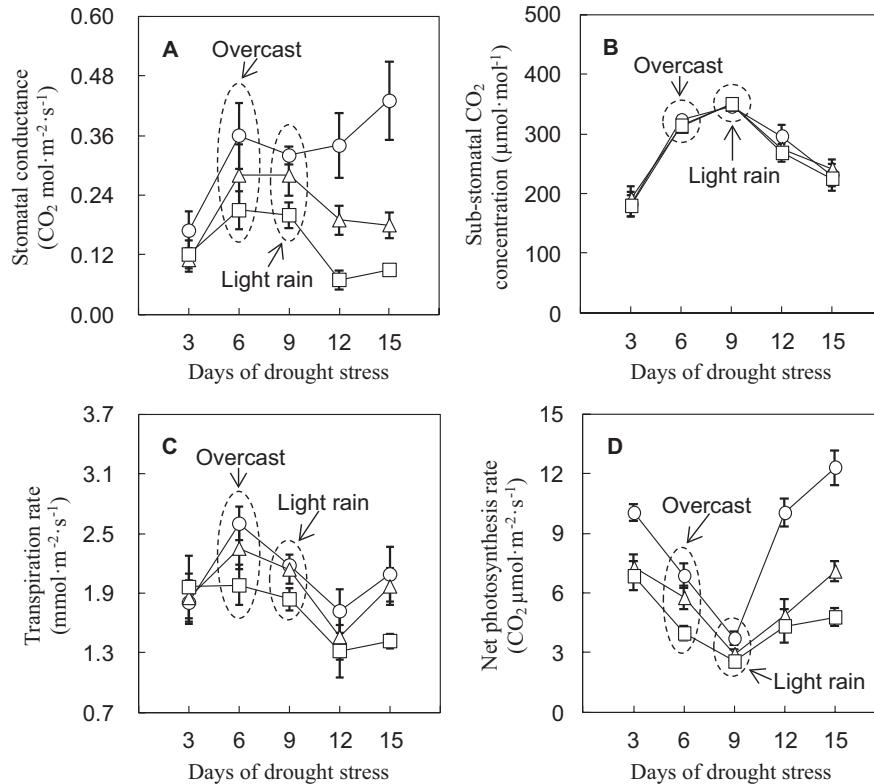 A
Overcast
Light rain
0.60
0.48
0.36
0.24
0.12
0.00
Stomatal conductance
(CO₂ mol·m⁻²·s⁻¹)
3 6 9 12 15
Days of drought stress
B
Overcast
Light rain
500
400
300
200
100
0
Sub-stomatal CO₂
concentration (μmol·mol⁻¹)
3 6 9 12 15
Days of drought stress
C
Overcast
Light rain
3.7
3.1
2.5
1.9
1.3
0.7
Transpiration rate
(mmol·m⁻²·s⁻¹)
3 6 9 12 15
Days of drought stress
D
Overcast
Light rain
15
12
9
6
3
0
Net photosynthesis rate
(CO₂ μmol·m⁻²·s⁻¹)
3 6 9 12 15
Days of drought stress